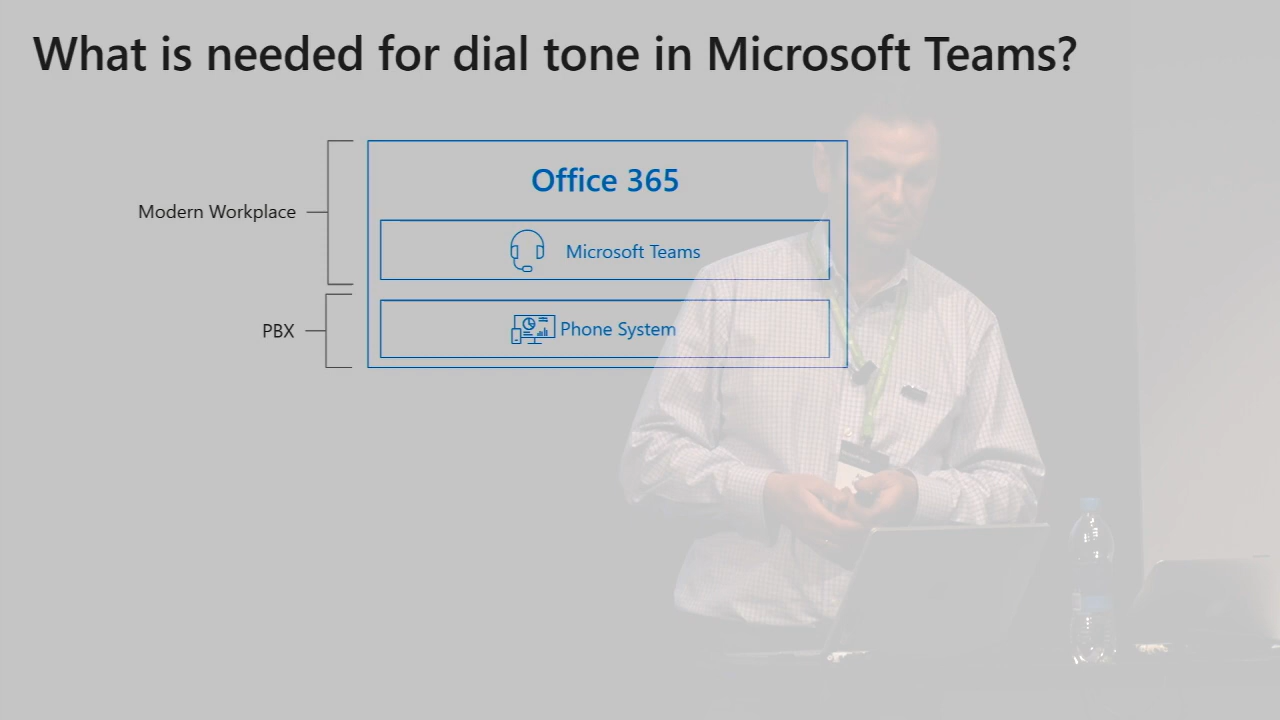 What is needed for dial tone in Microsoft Teams?
Office 365
Modern Workplace
Microsoft Teams
PBX
Phone System